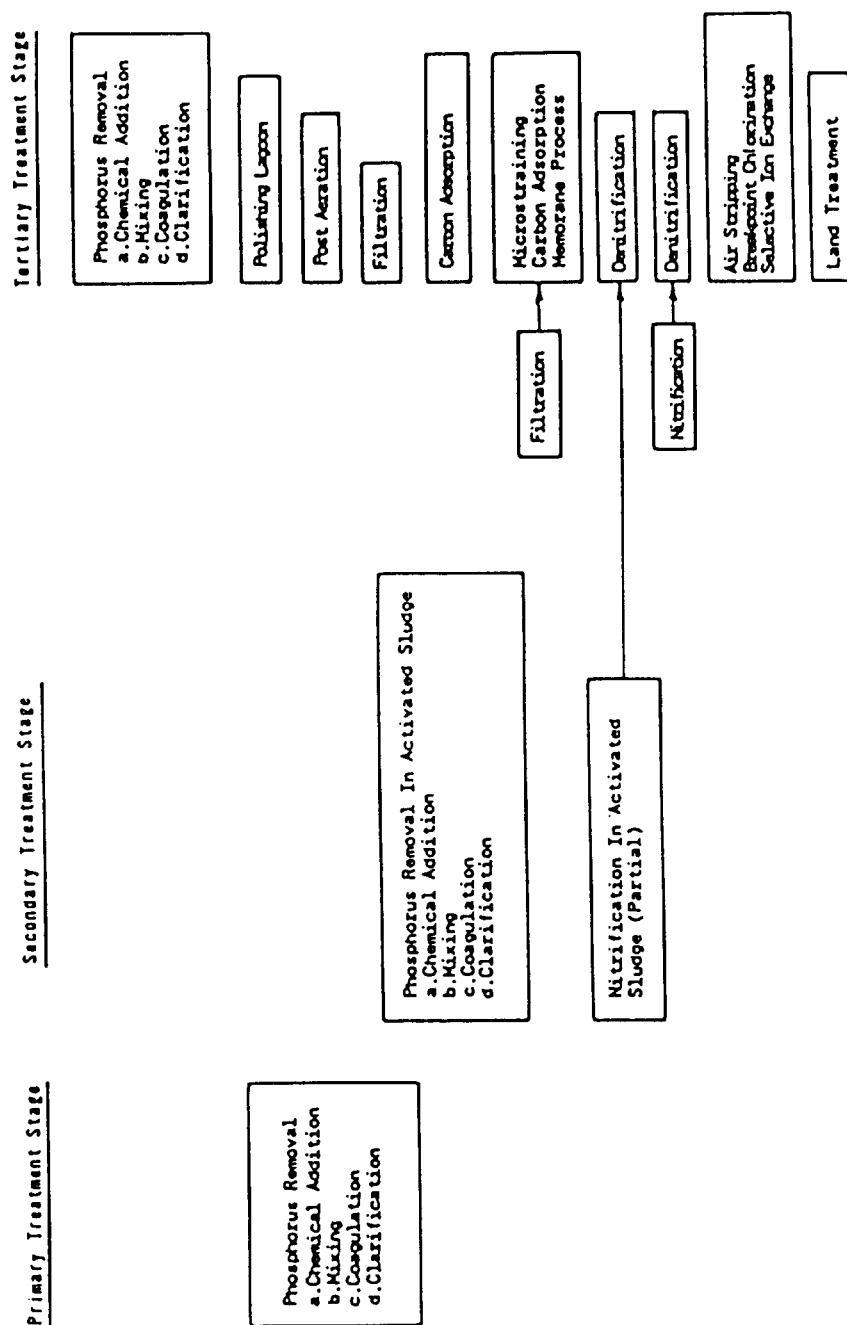 Primary Treatment Stage
Secondary Treatment Stage
Tertiary Treatment Stage
Phosphorus Removal
a.Chemical Addition
b.Mixing
c.Coagulation
d.Clarification
Phosphorus Removal In Activated Sludge
a.Chemical Addition
b.Mixing
c.Coagulation
d.Clarification
Nitrification In Activated
Sludge (Partial)
Phosphorus Removal
a.Chemical Addition
b.Mixing
c.Coagulation
d.Clarification
Polishing Lagoon
Post Aeration
Filtration
Carbon Adsorption
Filtration
Microstraining
Carbon Adsorption
Memorane Process
Denitrification
Nitrification
Denitrification
Air Stripping
Breakpoint Chlorination
Selective Ion Exchange
Land Treatment